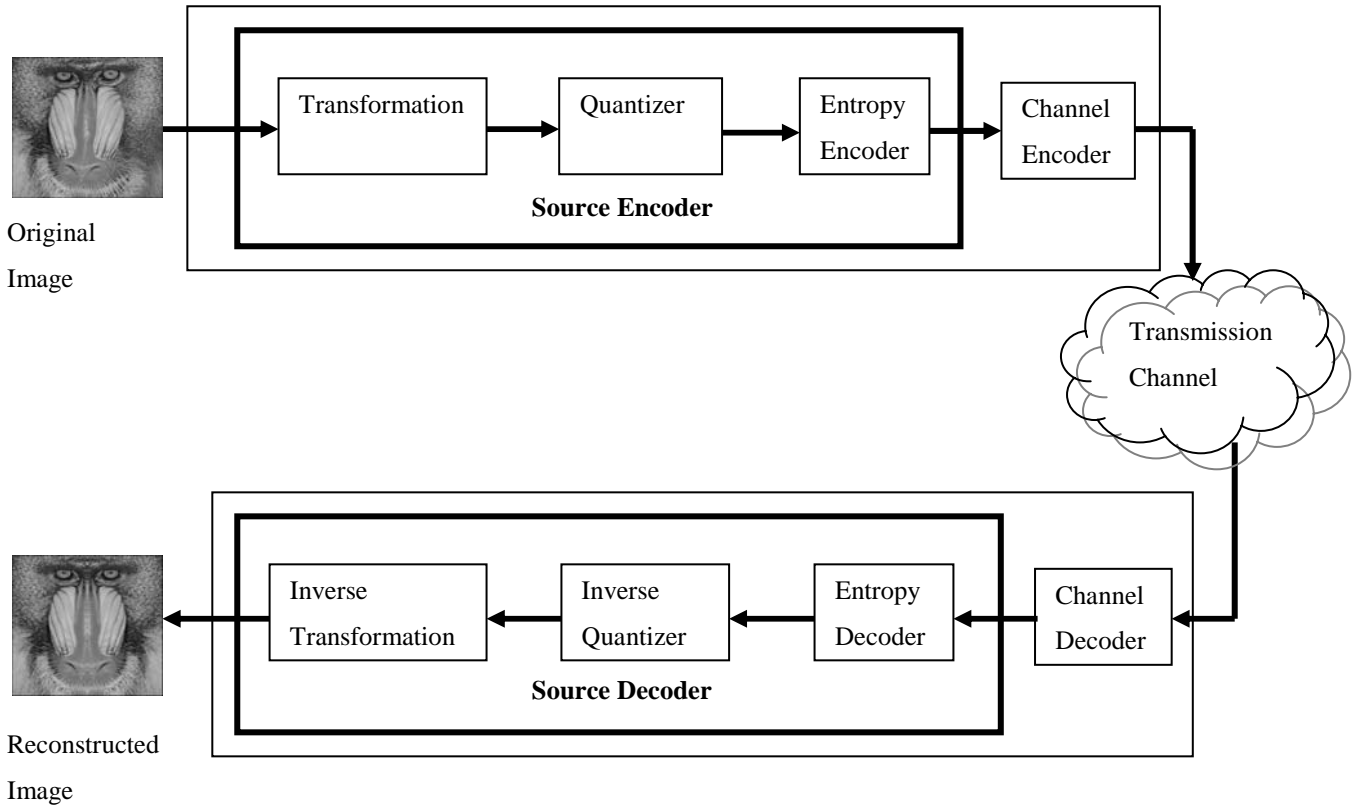 Transformation
Quantizer
Entropy
Encoder
Channel
Encoder
Source Encoder
Original
Image
Transmission
Channel
Inverse
Transformation
Inverse
Quantizer
Entropy
Decoder
Channel
Decoder
Source Decoder
Reconstructed
Image